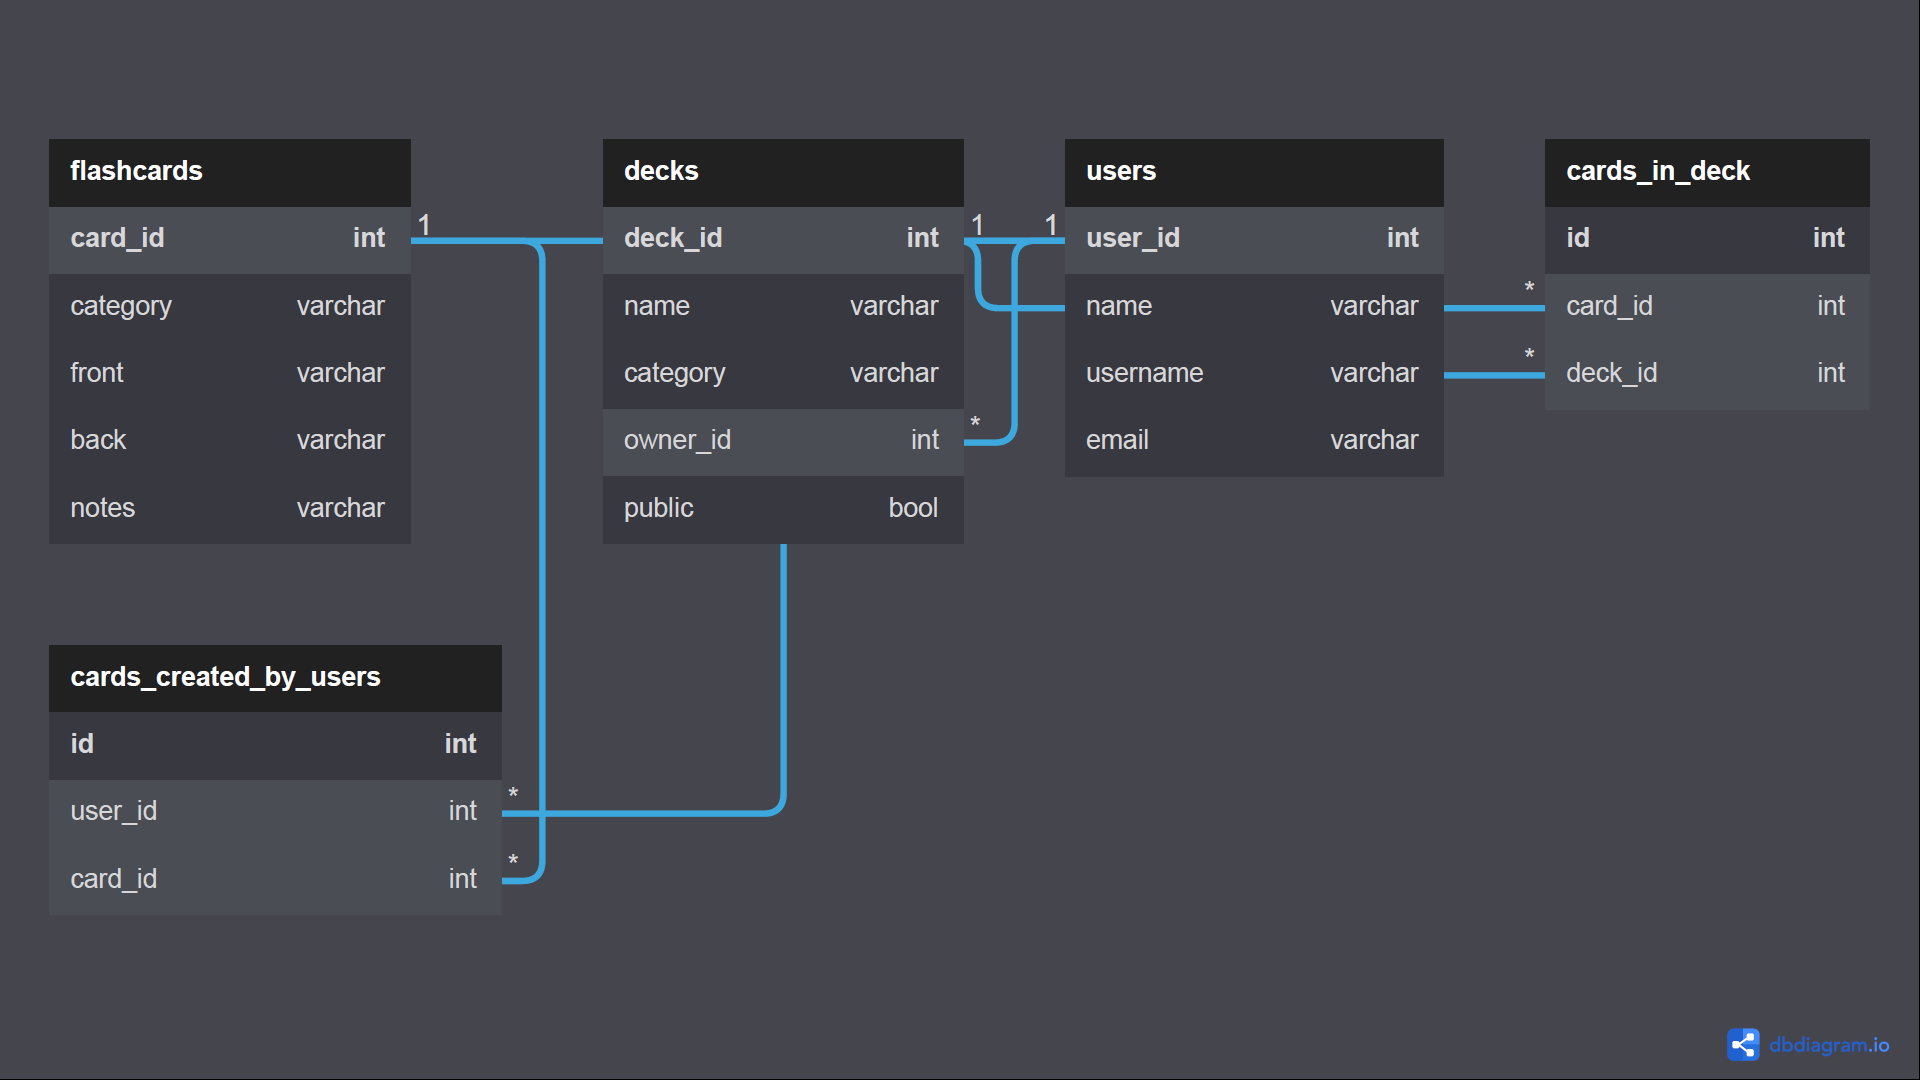 flashcards
card_id int
category varchar
front varchar
back varchar
notes varchar
1
decks
deck_id int
name varchar
category varchar
owner_id int
public bool
1
*
1
users
user_id int
name varchar
username varchar
email varchar
*
*
cards_in_deck
id int
card_id int
deck_id int
cards_created_by_users
id int
user_id int
card_id int
*
*
dbdiagram.io